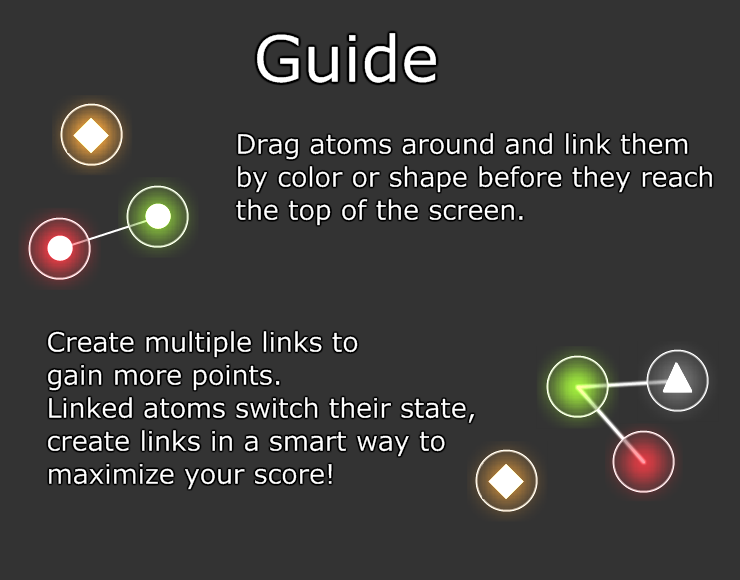 Guide
Drag atoms around and link them
by color or shape before they reach
the top of the screen.
Create multiple links to
gain more points.
Linked atoms switch their state,
create links in a smart way to
maximize your score!